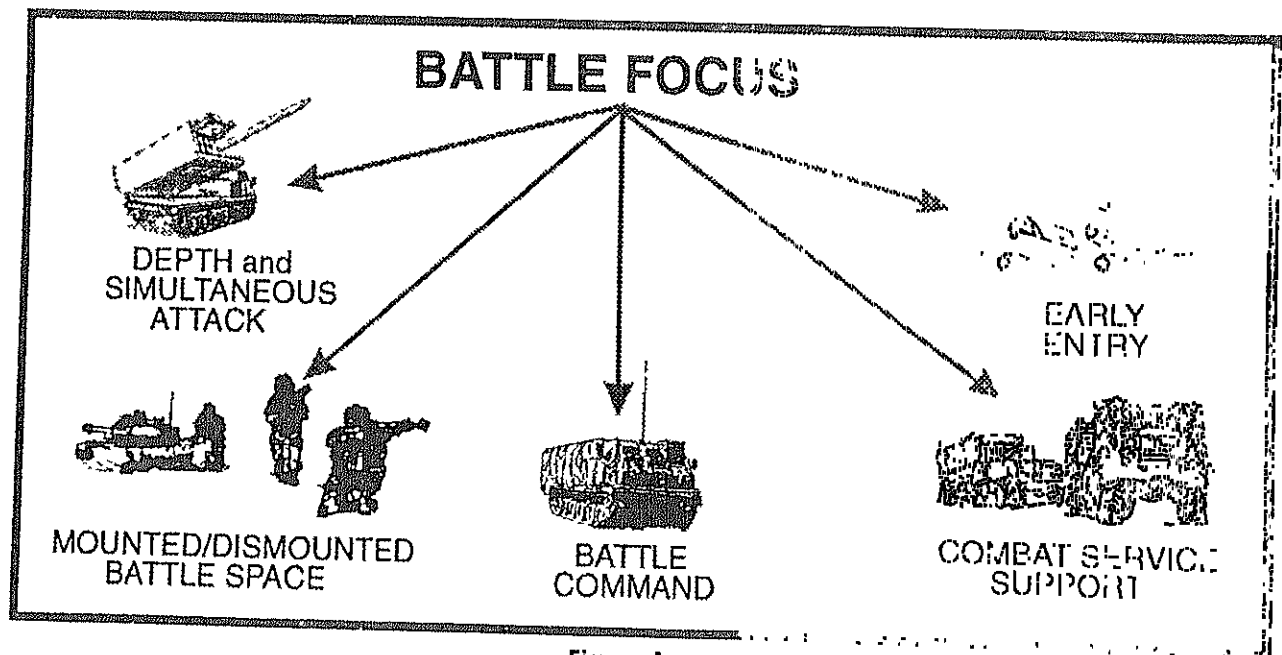 BATTLE FOCUS
DEPTH and
SIMULTANEOUS
ATTACK
EARLY
ENTRY
MOUNTED/DISMOUNTED
BATTLE SPACE
BATTLE
COMMAND
COMBAT SERVICE
SUPPORT